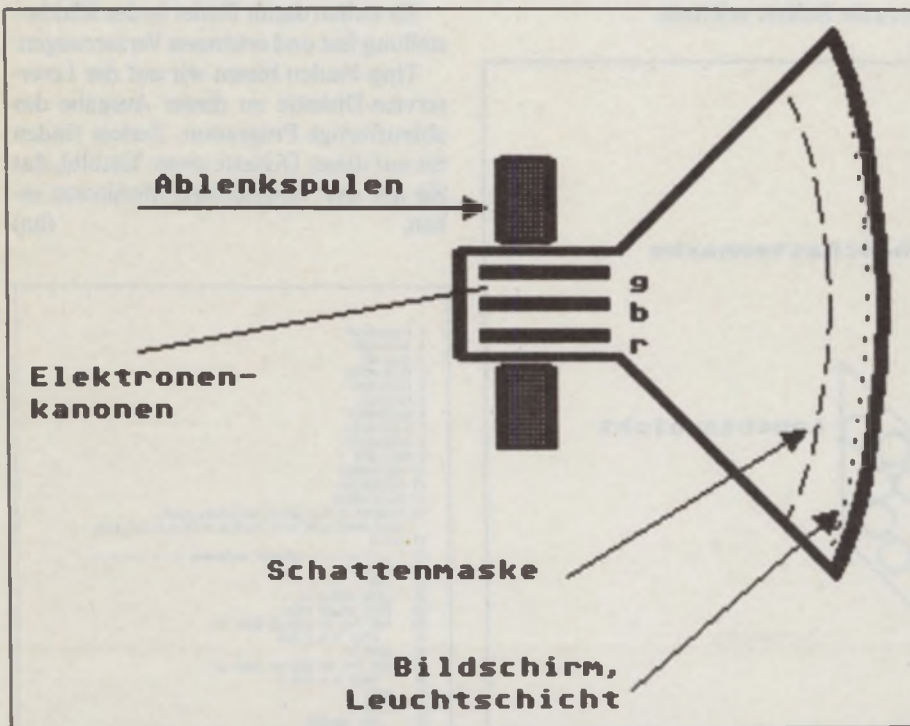 Ablenkspulen
g
b
r
Elektronen-
kanonen
Schattenmaske
Bildschirm,
Leuchtschicht